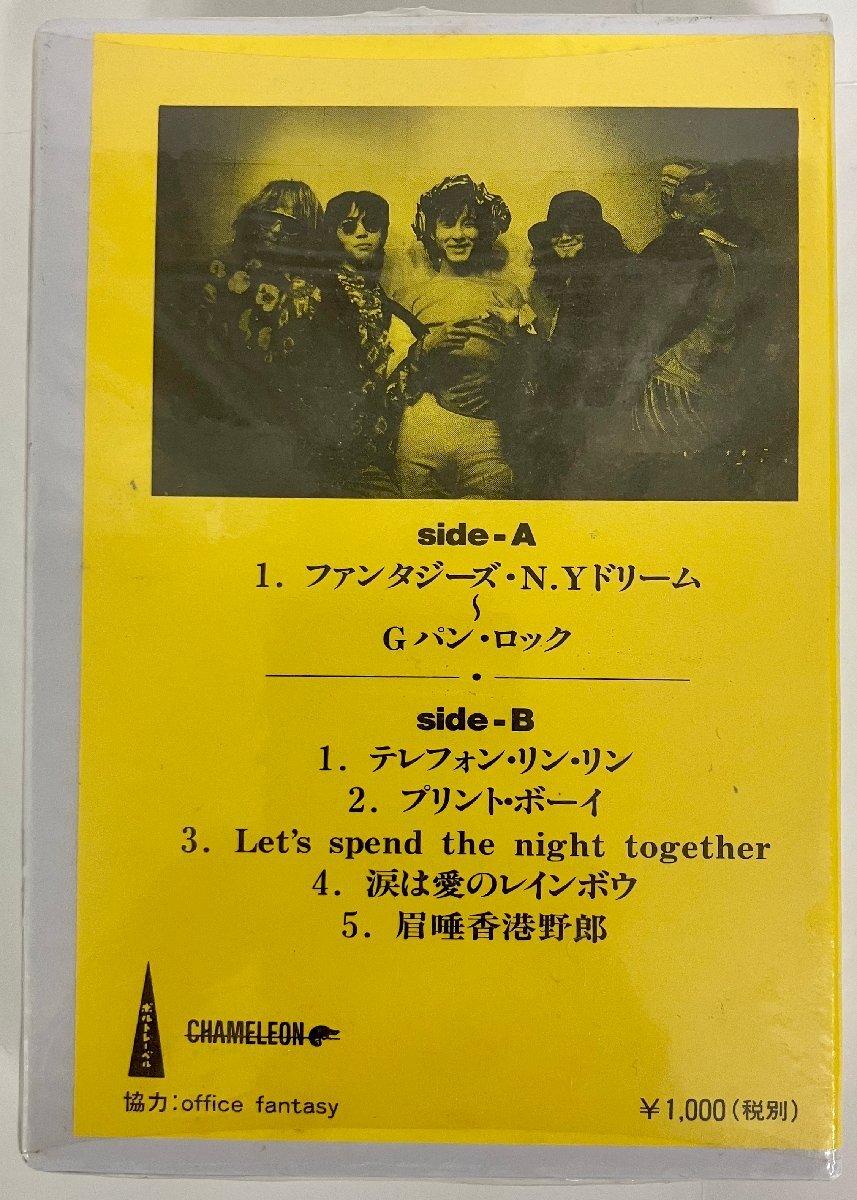 side-A
1. ファンタジーズ・N.Yドリーム
〜
Gパン・ロック
side-B
1. テレフォン・リン・リン
2. プリント・ボーイ
3. Let's spend the night together
4. 涙は愛のレインボウ
5. 眉唾香港野郎
ボルトレーベル
CHAMELEON
協力:office fantasy
¥1,000(税別)